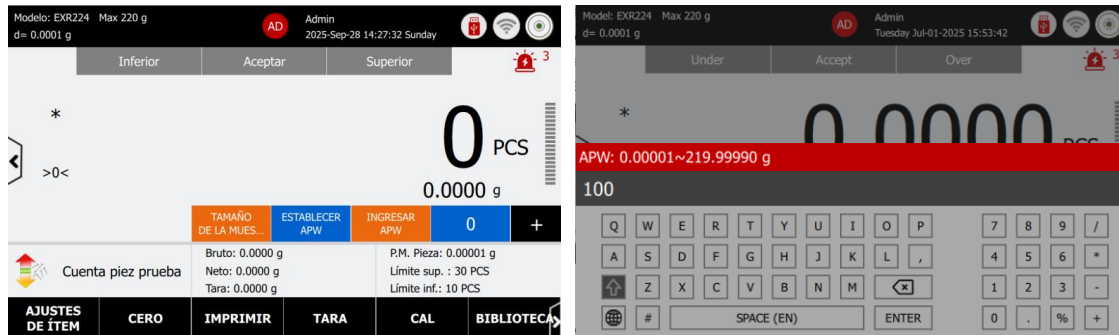 Modelo: EXR224 Max 220 g
d= 0.0001 g
AD
Admin
2025-Sep-28 14:27:32 Sunday
Inferior Aceptar Superior
3
*
>0<
0 PCS
0.0000 g
TAMAÑO
DE LA MUES...
ESTABLECER
APW
INGRESAR
APW
0
+
Cuenta piez prueba
Bruto: 0.0000 g
Neto: 0.0000 g
Tara: 0.0000 g
P.M. Pieza: 0.00001 g
Límite sup. : 30 PCS
Límite inf.: 10 PCS
AJUSTES
DE ÍTEM
CERO
IMPRIMIR
TARA
CAL
BIBLIOTECA
Model: EXR224 Max 220 g
d= 0.0001 g
AD
Admin
Tuesday Jul-01-2025 15:53:42
Under Accept Over
3
*
0.0000
APW: 0.00001~219.99990 g
100
Q W E R T Y U I O P 7 8 9 /
A S D F G H J K L , 4 5 6 *
Z X C V B N M 1 2 3 -
# SPACE (EN) ENTER 0 . % +